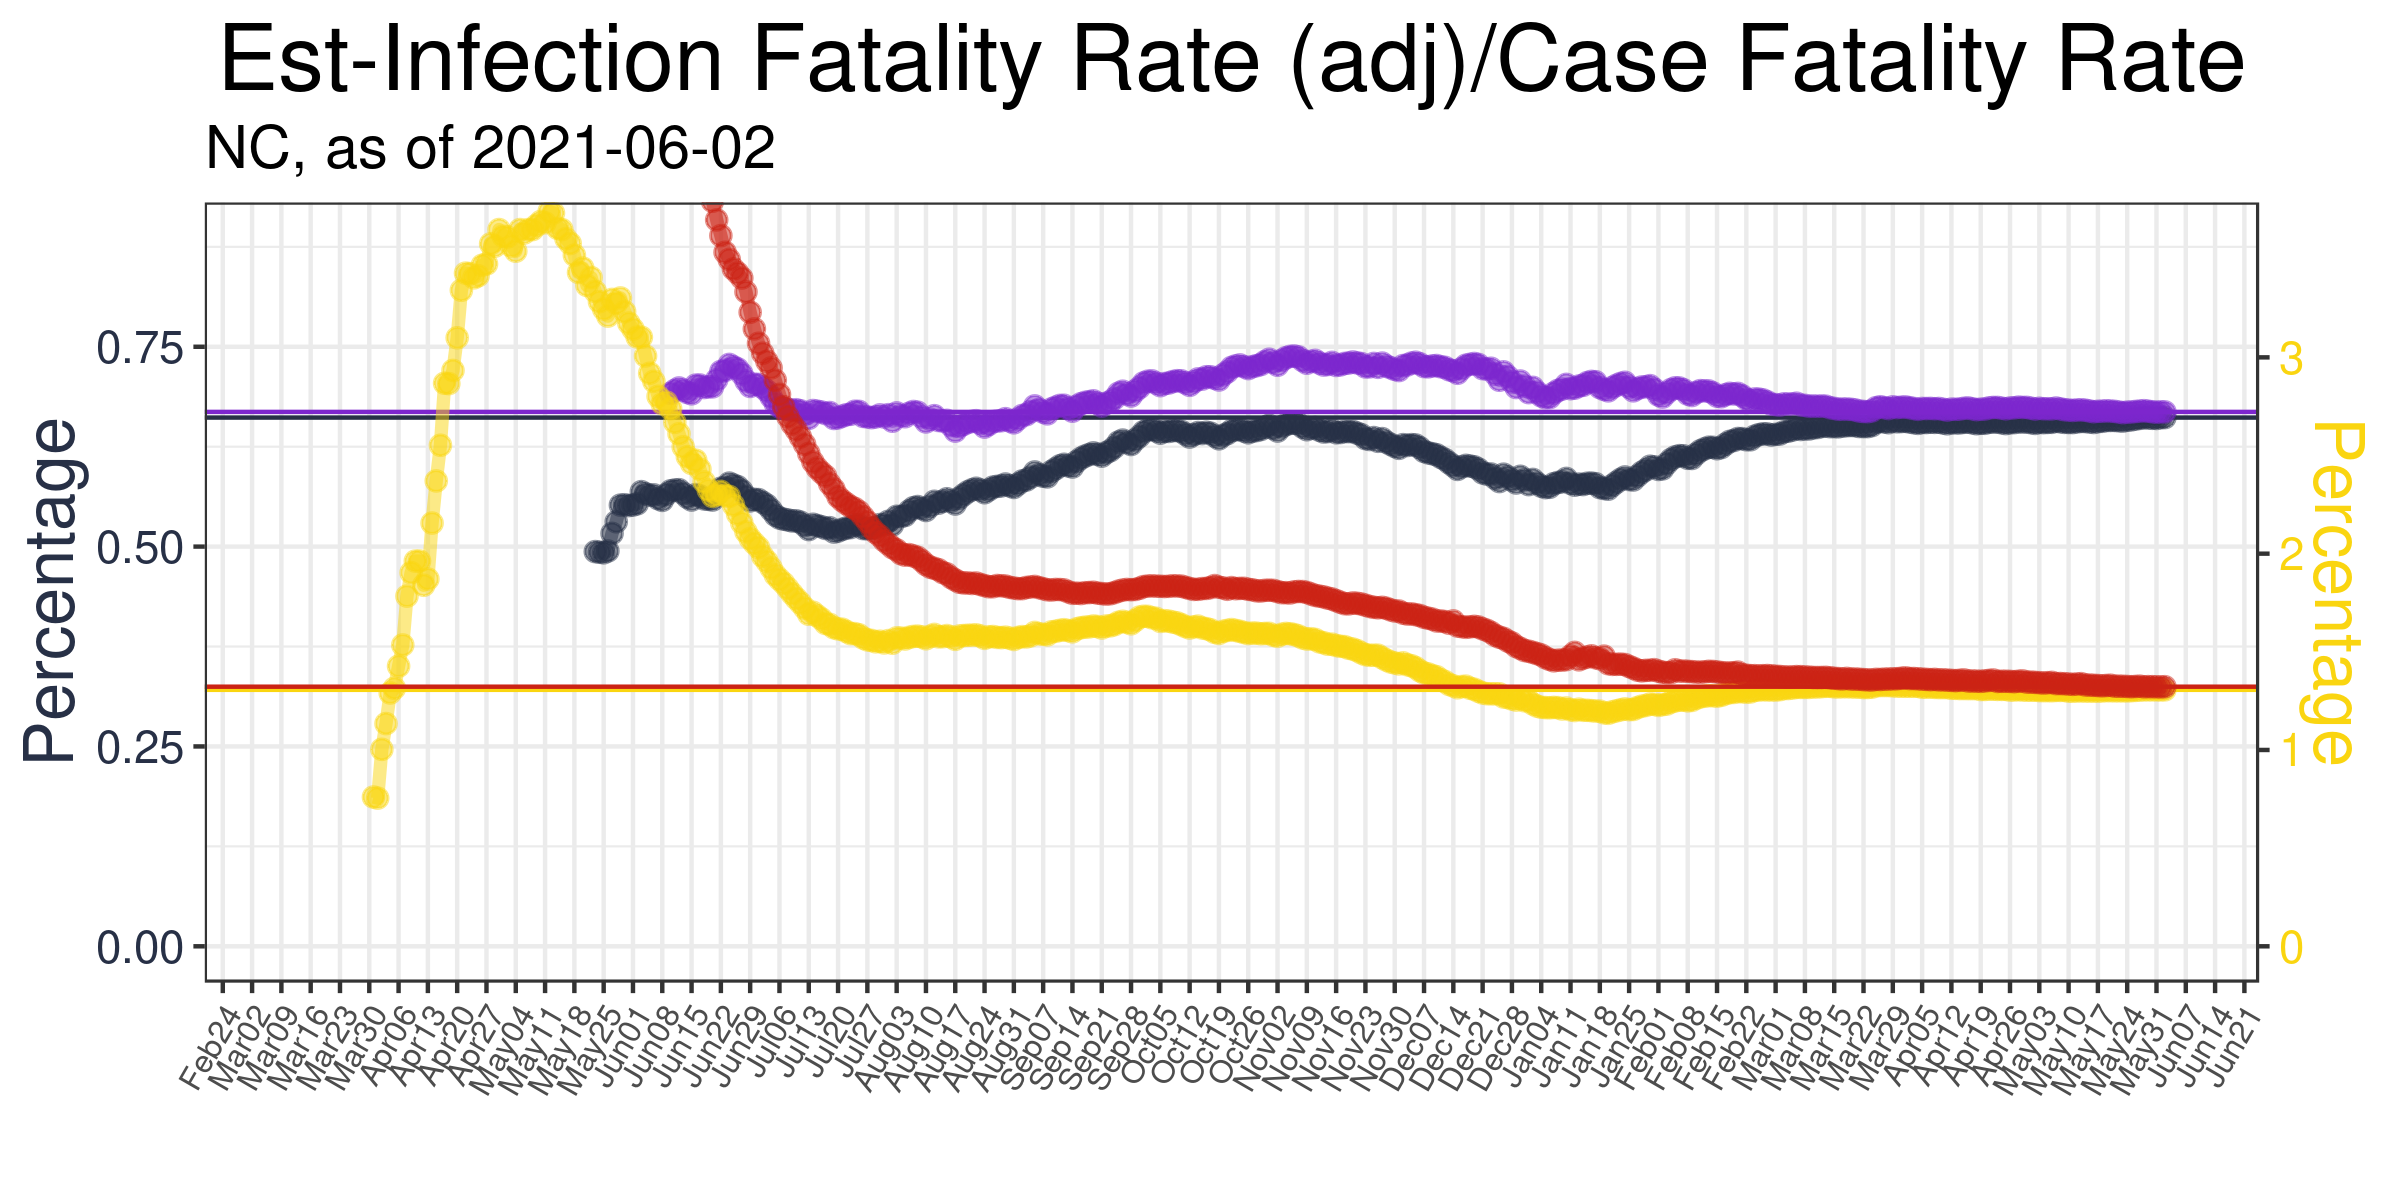 Est-Infection Fatality Rate (adj)/Case Fatality Rate
NC, as of 2021-06-02
Percentage
0.75
0.50
0.25
0.00
3
2
1
0
Percentage
Feb24
Mar02
Mar09
Mar16
Mar23
Mar30
Apr06
Apr13
Apr20
Apr27
May04
May11
May18
May25
Jun01
Jun08
Jun15
Jun22
Jun29
Jul06
Jul13
Jul20
Jul27
Aug03
Aug10
Aug17
Aug24
Aug31
Sep07
Sep14
Sep21
Sep28
Oct05
Oct12
Oct19
Oct26
Nov02
Nov09
Nov16
Nov23
Nov30
Dec07
Dec14
Dec21
Dec28
Jan04
Jan11
Jan18
Jan25
Feb01
Feb08
Feb15
Feb22
Mar01
Mar08
Mar15
Mar22
Mar29
Apr05
Apr12
Apr19
Apr26
May03
May10
May17
May24
May31
Jun07
Jun14
Jun21